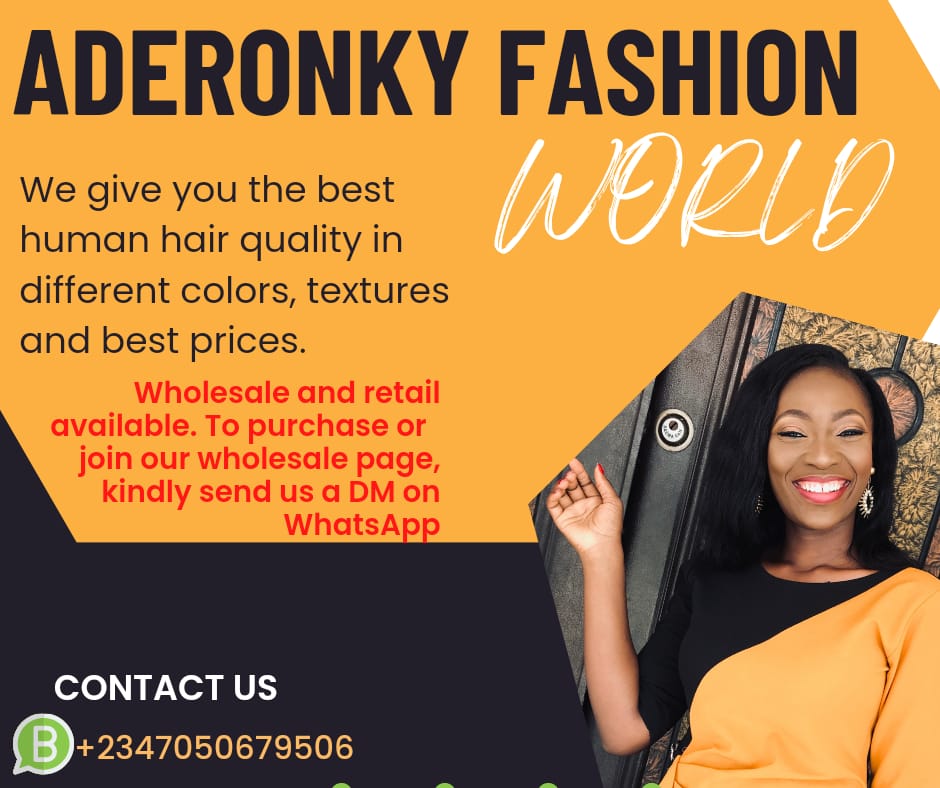 ADERONKY FASHION
WORLD
We give you the best
human hair quality in
different colors, textures
and best prices.
Wholesale and retail
available. To purchase or
join our wholesale page,
kindly send us a DM on
WhatsApp
CONTACT US
B +2347050679506